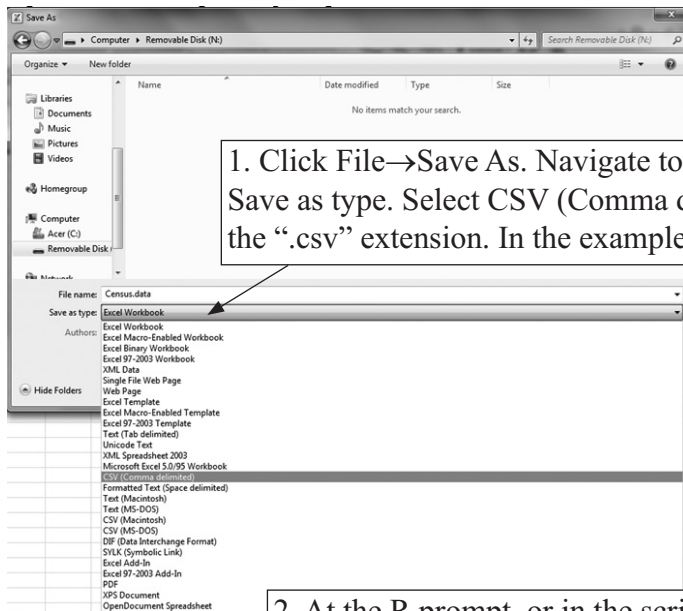 Save As
Computer ▸ Removable Disk (N:)
Search Removable Disk (N:)
Organize
New folder
Name
Date modified
Type
Size
No items match your search.
Libraries
Documents
Music
Pictures
Videos
Homegroup
Computer
Acer (C:)
Removable Disk
Network
1. Click File→Save As. Navigate to
Save as type. Select CSV (Comma
the “.csv” extension. In the example
File name: Census.data
Save as type: Excel Workbook
Authors:
Excel Workbook
Excel Macro-Enabled Workbook
Excel Binary Workbook
Excel 97-2003 Workbook
XML Data
Single File Web Page
Web Page
Excel Template
Excel Macro-Enabled Template
Excel 97-2003 Template
Text (Tab delimited)
Unicode Text
XML Spreadsheet 2003
Microsoft Excel 5.0/95 Workbook
CSV (Comma delimited)
Formatted Text (Space delimited)
Text (Macintosh)
Text (MS-DOS)
CSV (Macintosh)
CSV (MS-DOS)
DIF (Data Interchange Format)
SYLK (Symbolic Link)
Excel Add-In
Excel 97-2003 Add-In
PDF
XPS Document
OpenDocument Spreadsheet
Hide Folders
2. At the R prompt, or in the scri